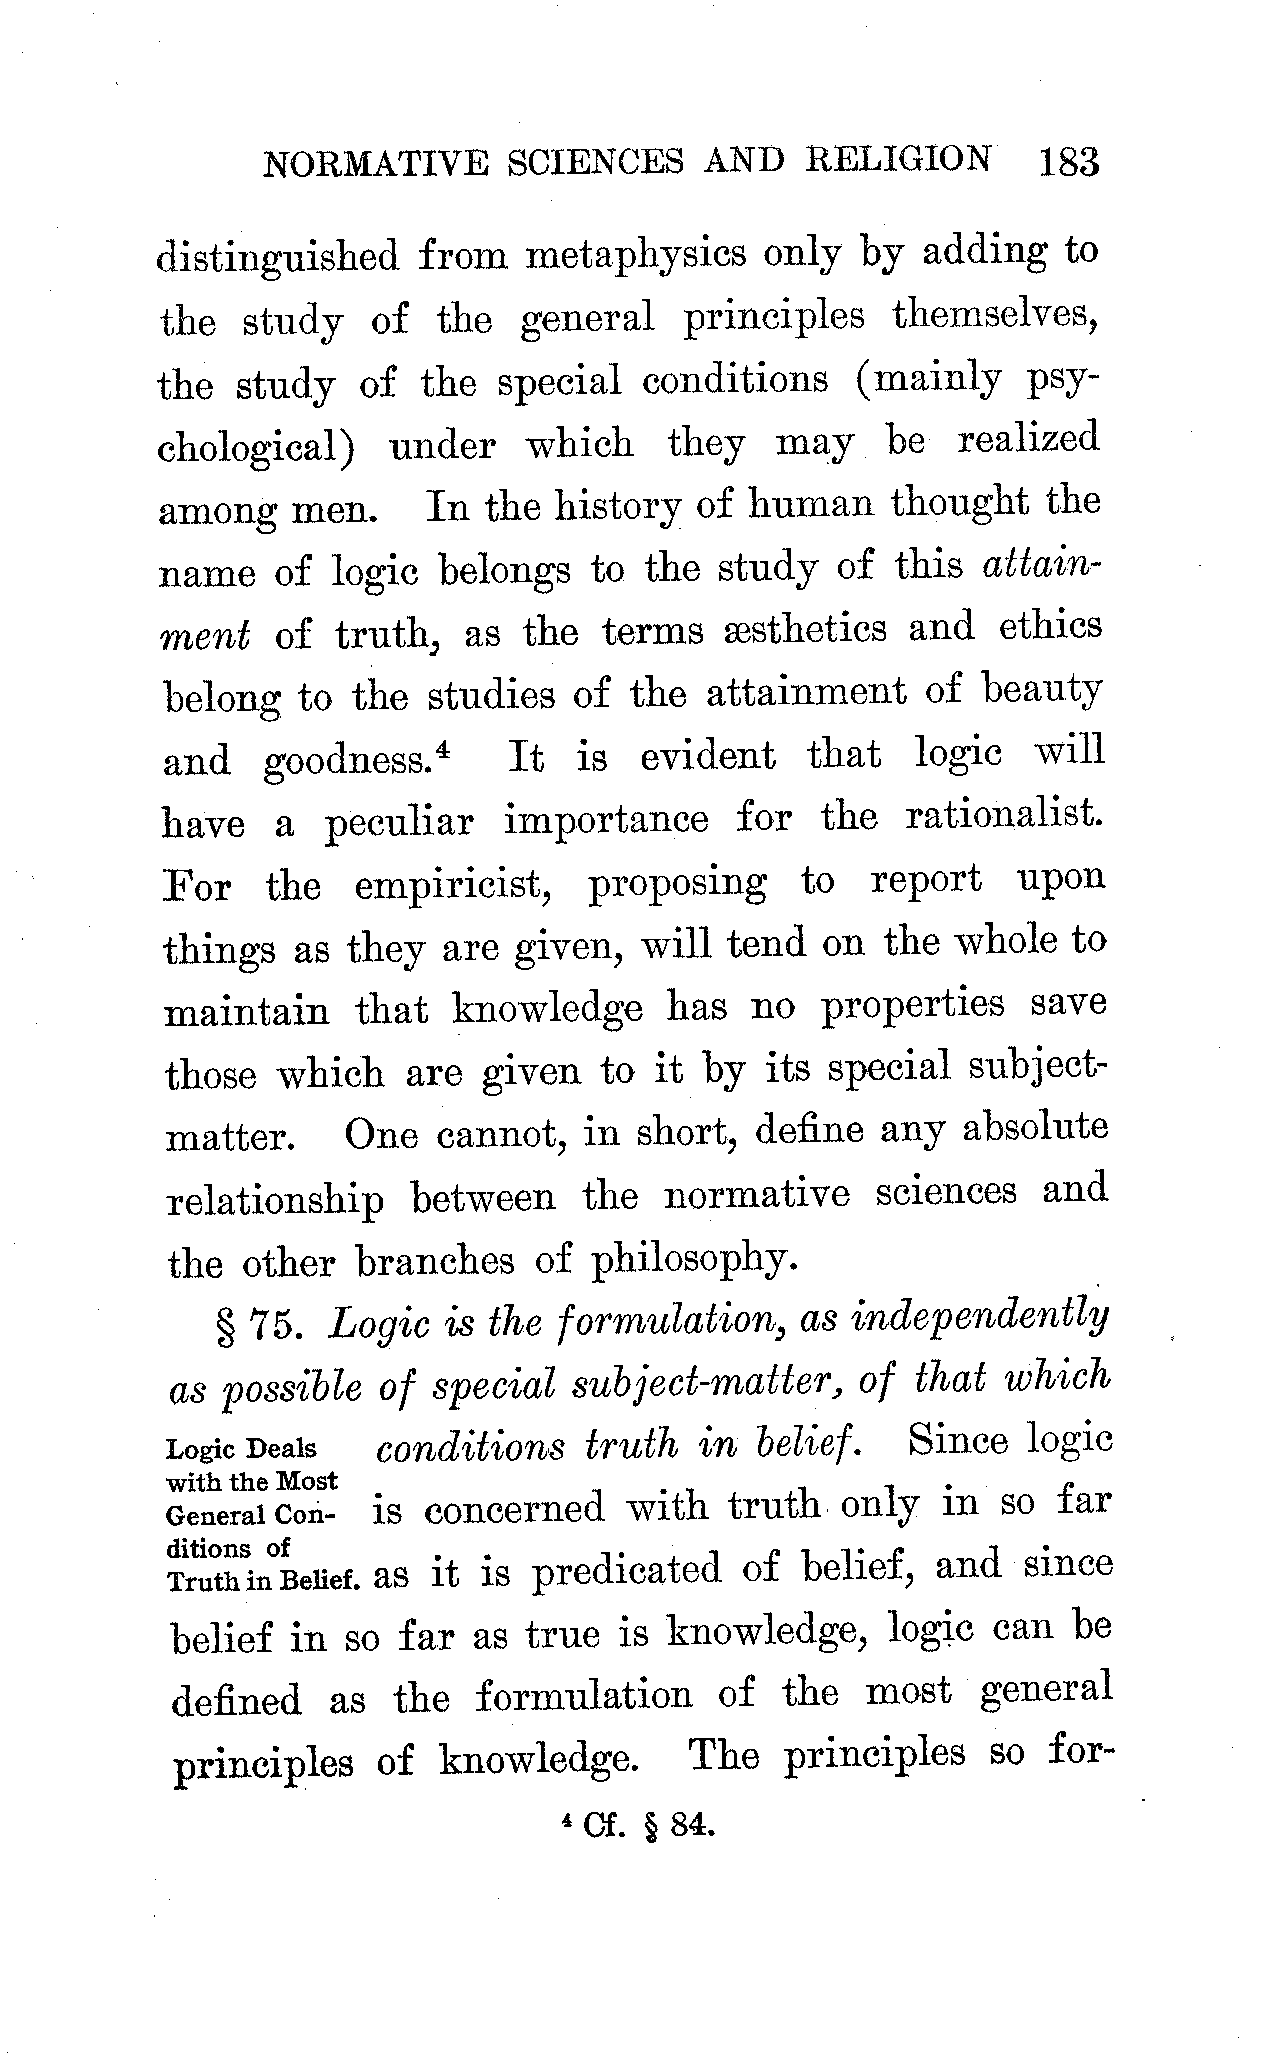 NORMATIVE SCIENCES AND RELIGION 183
distinguished from metaphysics only by adding to
the study of the general principles themselves,
the study of the special conditions (mainly psy-
chological) under which they may be realized
among men. In the history of human thought the
name of logic belongs to the study of this attain-
ment of truth, as the terms æsthetics and ethics
belong to the studies of the attainment of beauty
and goodness.⁴ It is evident that logic will
have a peculiar importance for the rationalist.
For the empiricist, proposing to report upon
things as they are given, will tend on the whole to
maintain that knowledge has no properties save
those which are given to it by its special subject-
matter. One cannot, in short, define any absolute
relationship between the normative sciences and
the other branches of philosophy.
§ 75. Logic is the formulation, as independently
as possible of special subject-matter, of that which
Logic Deals
with the Most
General Con-
ditions of
Truth in Belief.
conditions truth in belief. Since logic
is concerned with truth only in so far
as it is predicated of belief, and since
belief in so far as true is knowledge, logic can be
defined as the formulation of the most general
principles of knowledge. The principles so for-
⁴ Cf. § 84.